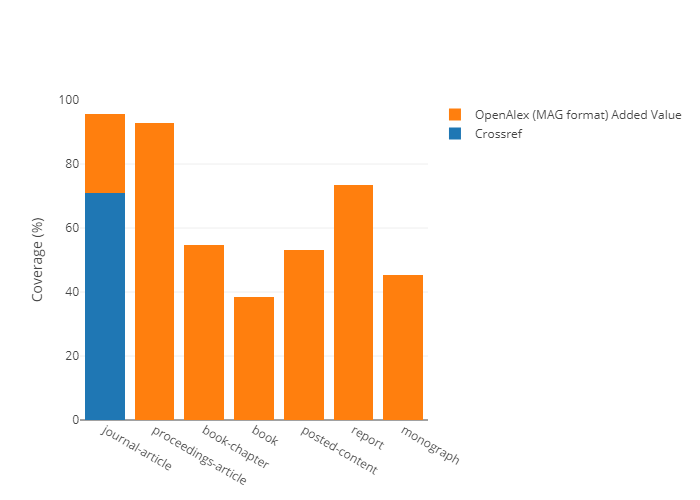 OpenAlex (MAG format) Added Value
Crossref
Coverage (%)
100
80
60
40
20
0
journal-article
proceedings-article
book-chapter
book
posted-content
report
monograph